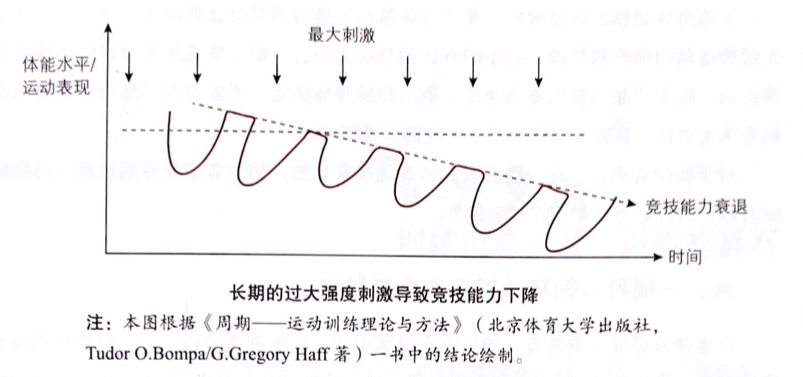 最大刺激
体能水平/
运动表现
竞技能力衰退
时间
长期的过大强度刺激导致竞技能力下降
注：本图根据《周期——运动训练理论与方法》（北京体育大学出版社，
Tudor O.Bompa/G.Gregory Haff 著）一书中的结论绘制。